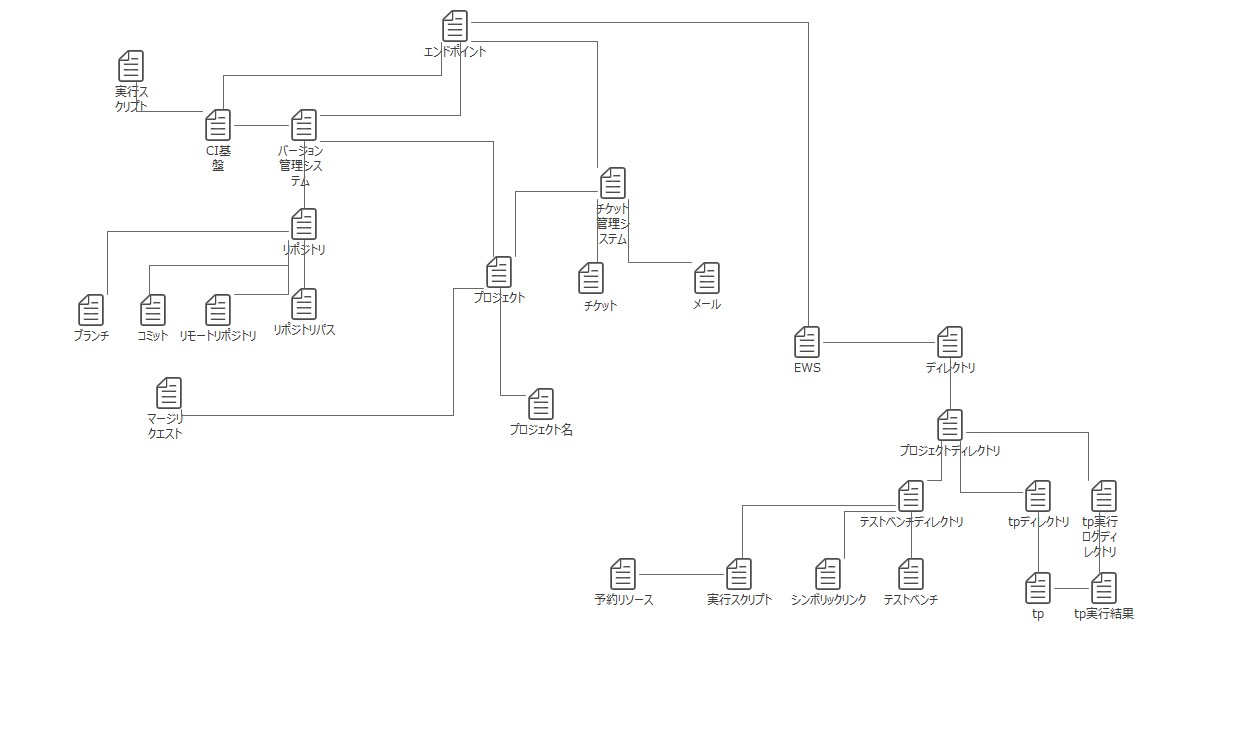 エンドポイント
実行ス
クリプト
CI基
盤
バージョン
管理シス
テム
チケット
管理シ
ステム
リポジトリ
プロジェクト
チケット
メール
ブランチ
コミット
リモートリポジトリ
リポジトリパス
EWS
ディレクトリ
マージリ
クエスト
プロジェクト名
プロジェクトディレクトリ
テストベンチディレクトリ
tpディレクトリ
tp実行
ログディ
レクトリ
予約リソース
実行スクリプト
シンボリックリンク
テストベンチ
tp
tp実行結果